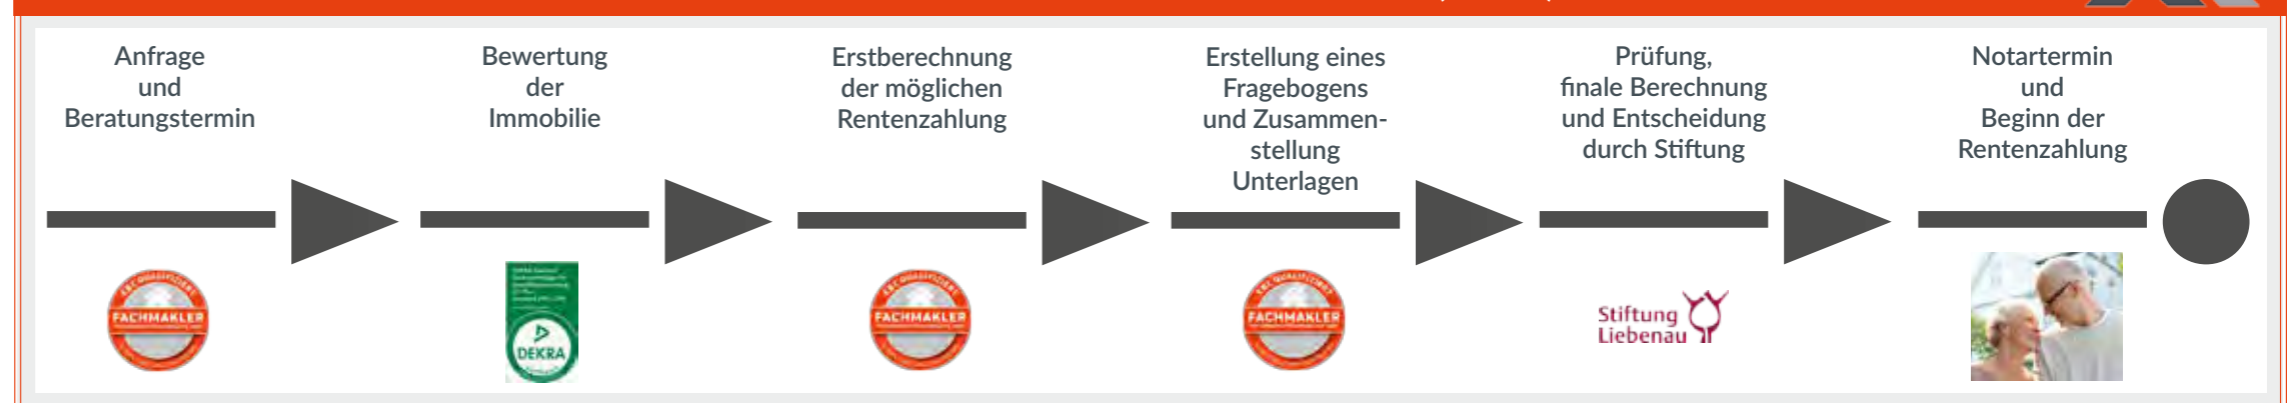 Anfrage
und
Beratungstermin
Bewertung
der
Immobilie
Erstberechnung
der möglichen
Rentenzahlung
Erstellung eines
Fragebogens
und Zusammen-
stellung
Unterlagen
Prüfung,
finale Berechnung
und Entscheidung
durch Stiftung
Notartermin
und
Beginn der
Rentenzahlung
FACHMAKLER
DEKRA
FACHMAKLER
FACHMAKLER
Stiftung
Liebenau